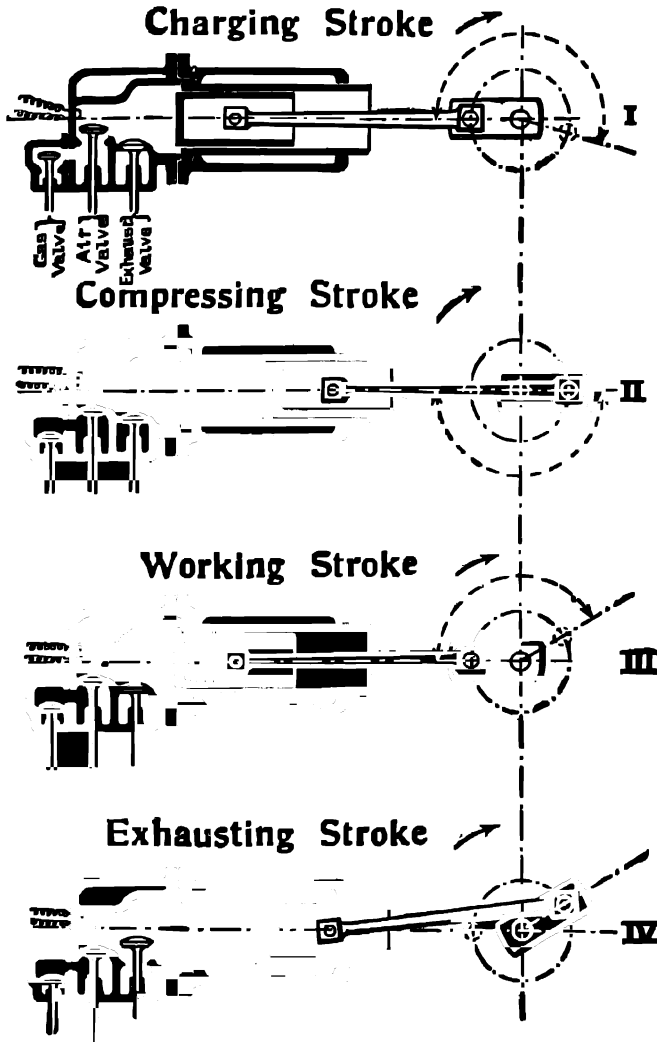 Charging Stroke
I
Gas Valve
Air Valve
Exhaust Valve
Compressing Stroke
II
Working Stroke
III
Exhausting Stroke
IV